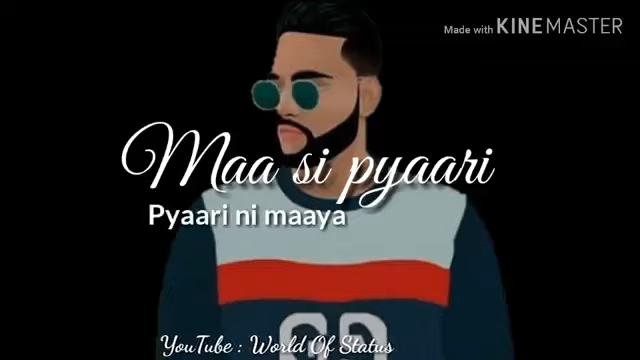 Made with KINEMASTER
Maa si pyaari
Pyaari ni maaya
YouTube : World Of Status